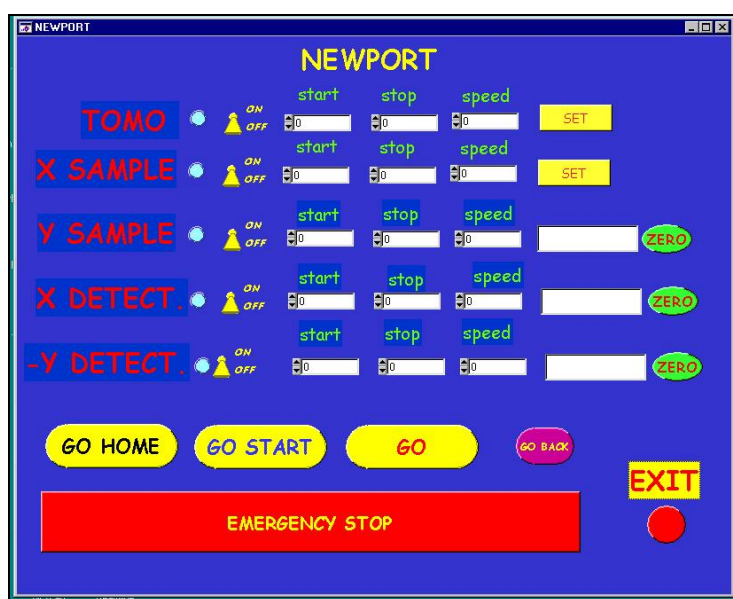 NEWPORT
NEWPORT
start stop speed
TOMO ON OFF 0 0 0 SET
start stop speed
X SAMPLE ON OFF 0 0 0 SET
start stop speed
Y SAMPLE ON OFF 0 0 0 ZERO
start stop speed
X DETECT. ON OFF 0 0 0 ZERO
start stop speed
-Y DETECT. ON OFF 0 0 0 ZERO
GO HOME GO START GO GO BACK
EXIT
EMERGENCY STOP